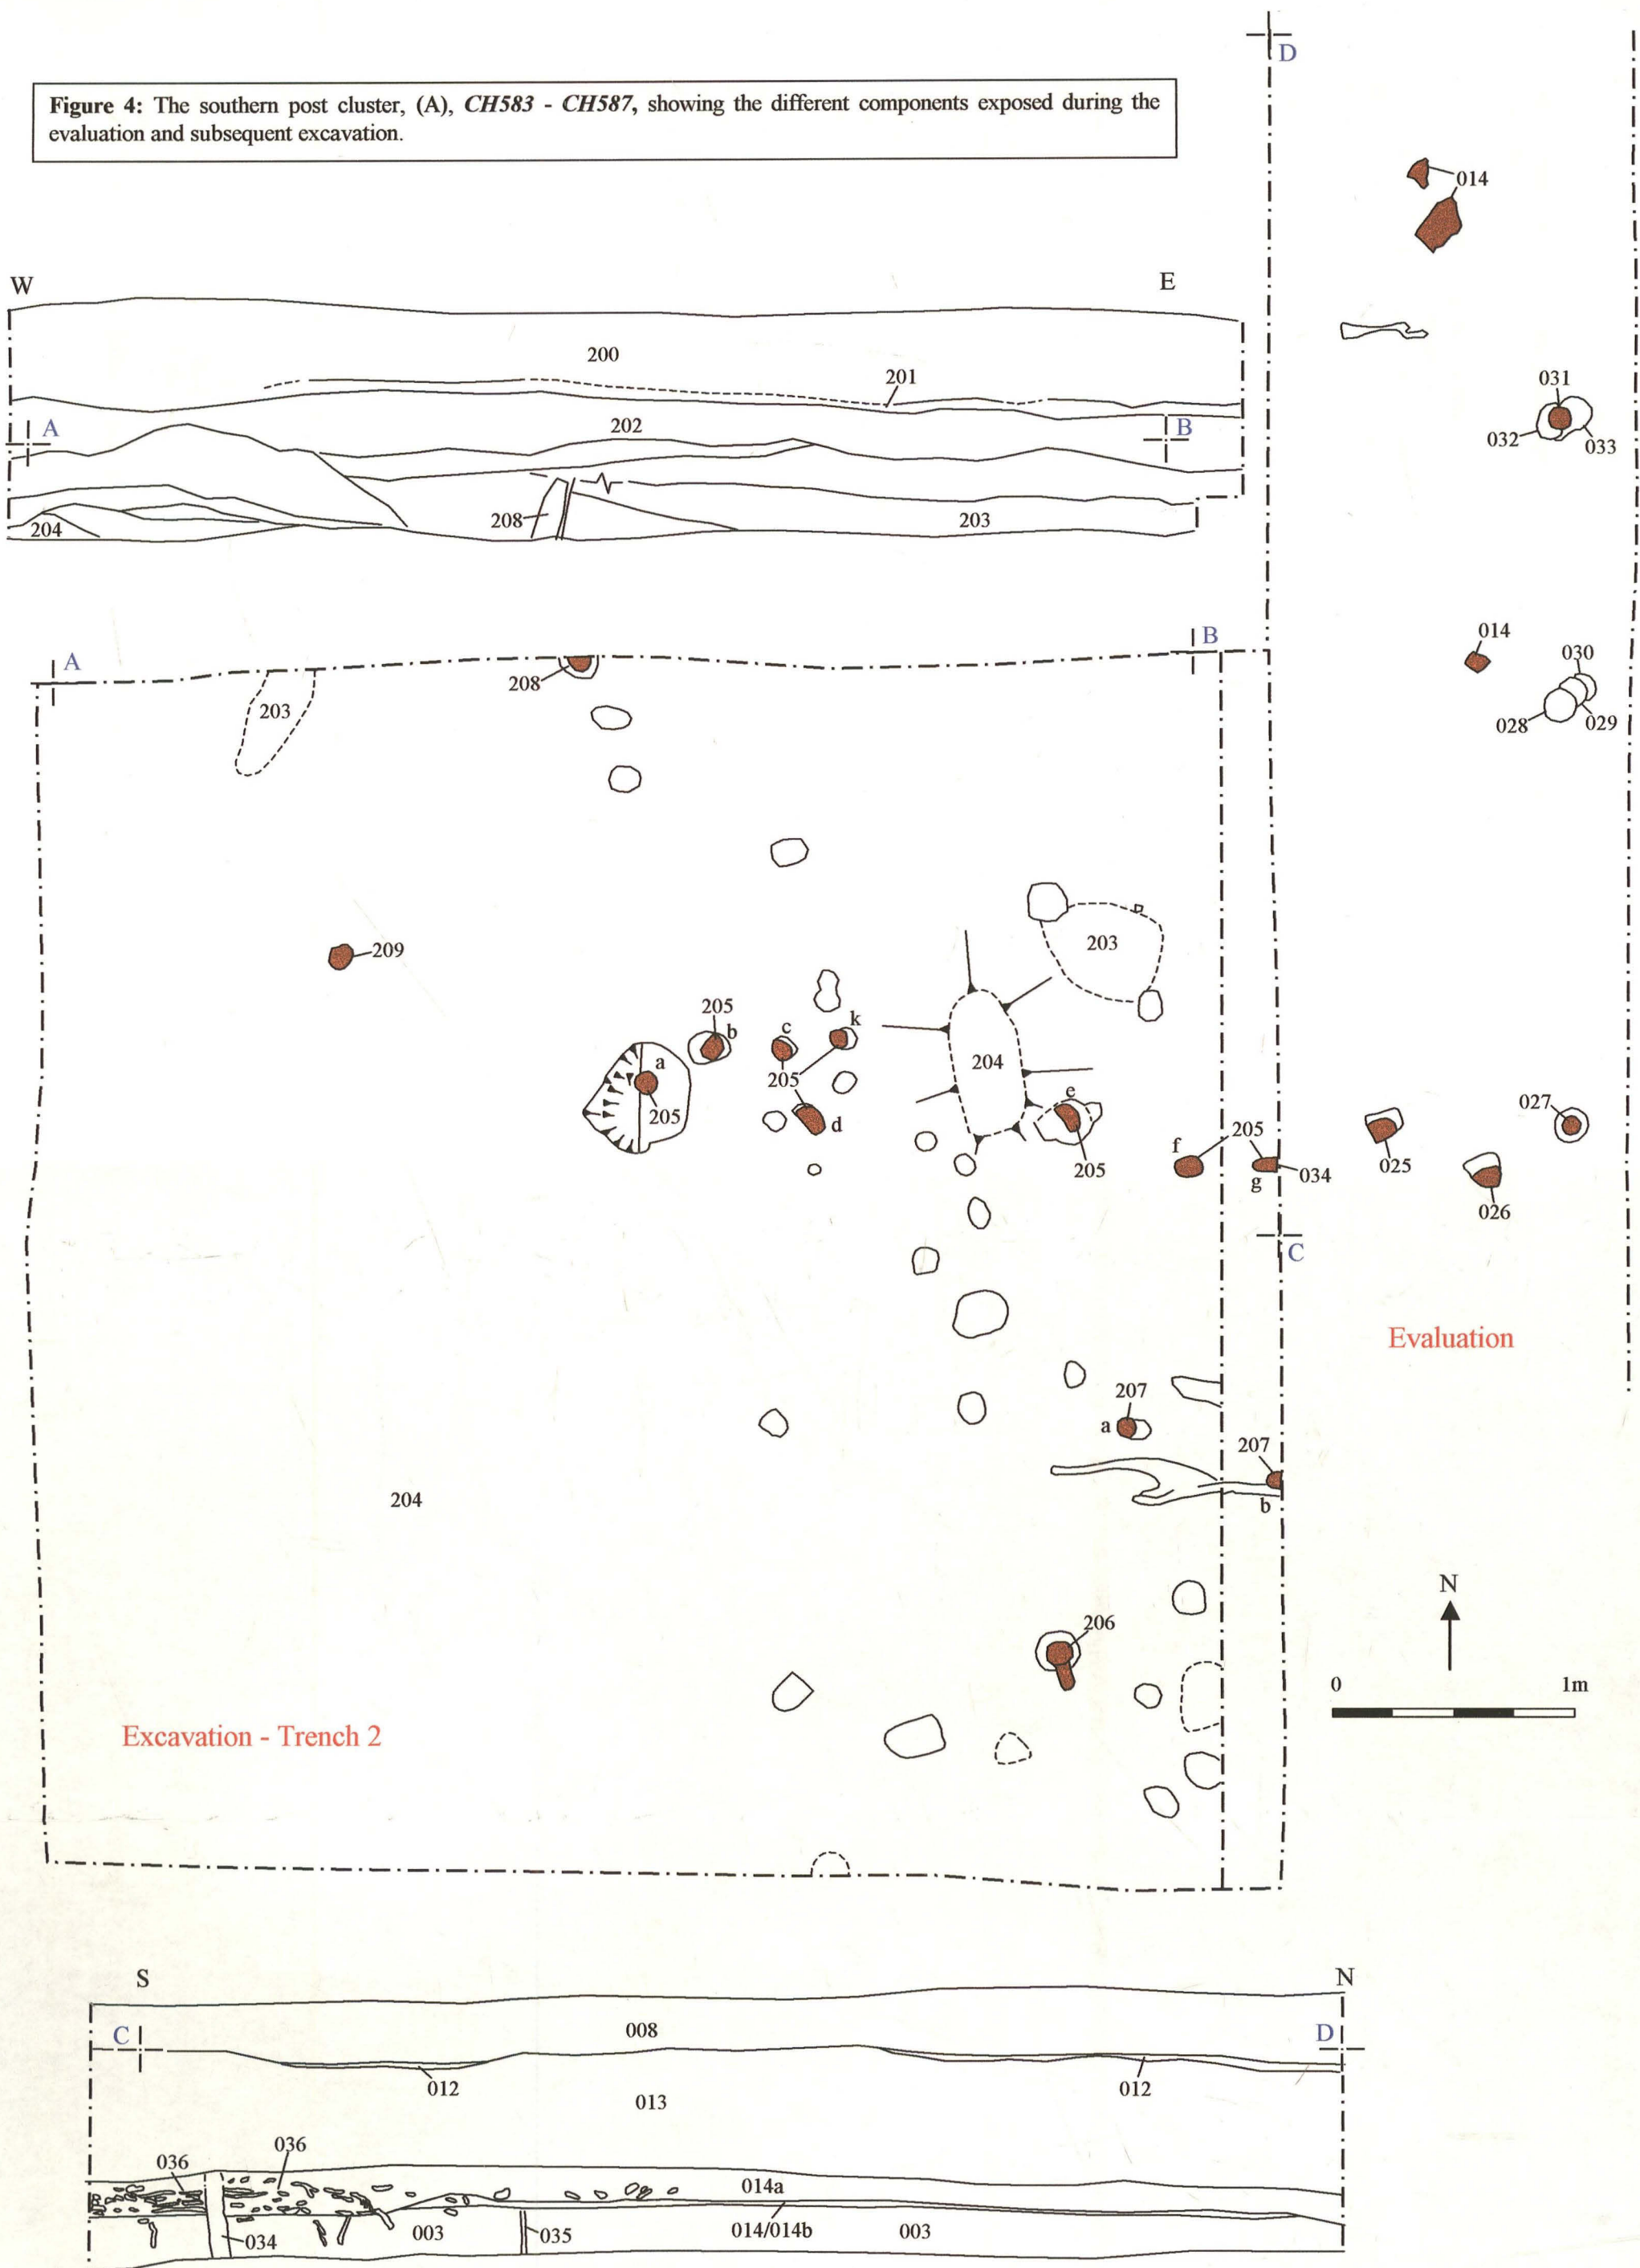 D
Figure 4: The southern post cluster, (A), CH583 - CH587, showing the different components exposed during the
evaluation and subsequent excavation.
014
W
E
200
201
031
A
202
B
032
033
204
208
203
A
B
014
030
208
203
028
029
209
203
205
b
c
k
a
204
205
205
e
027
d
f
205
205
034
025
g
026
C
Evaluation
207
a
207
b
204
N
206
0
1m
Excavation - Trench 2
S
N
C
008
D
012
012
013
036
036
014a
034
003
035
014/014b
003